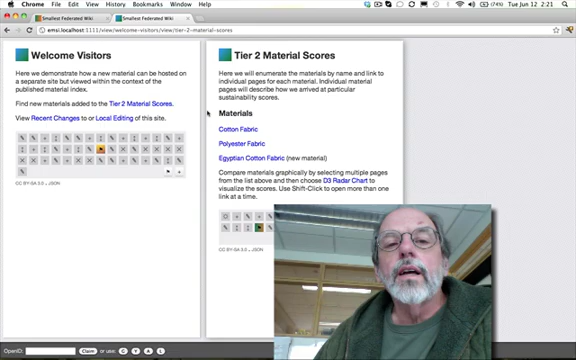 Chrome File Edit View History Bookmarks Window Help (74%) Tue Jun 12 2:21
Smallest Federated Wiki Smallest Federated Wiki
emsi.localhost:1111/view/welcome-visitors/view/tier-2-material-scores
Welcome Visitors
Here we demonstrate how a new material can be hosted
on a separate site but viewed within the context of the
published material index.
Find new materials added to the Tier 2 Material Scores.
View Recent Changes to or Local Editing of this site.
CC BY-SA 3.0 . JSON
Tier 2 Material Scores
Here we will enumerate the materials by name and link to
individual pages for each material. Individual material
pages will describe how we arrived at particular
sustainability scores.
Materials
Cotton Fabric
Polyester Fabric
Egyptian Cotton Fabric (new material)
Compare materials graphically by selecting multiple pages
from the list above and then choose D3 Radar Chart to
visualize the scores. Use Shift-Click to open more than one
link at a time.
CC BY-SA 3.0 . JSON
OpenID: Claim or use: G Y A L